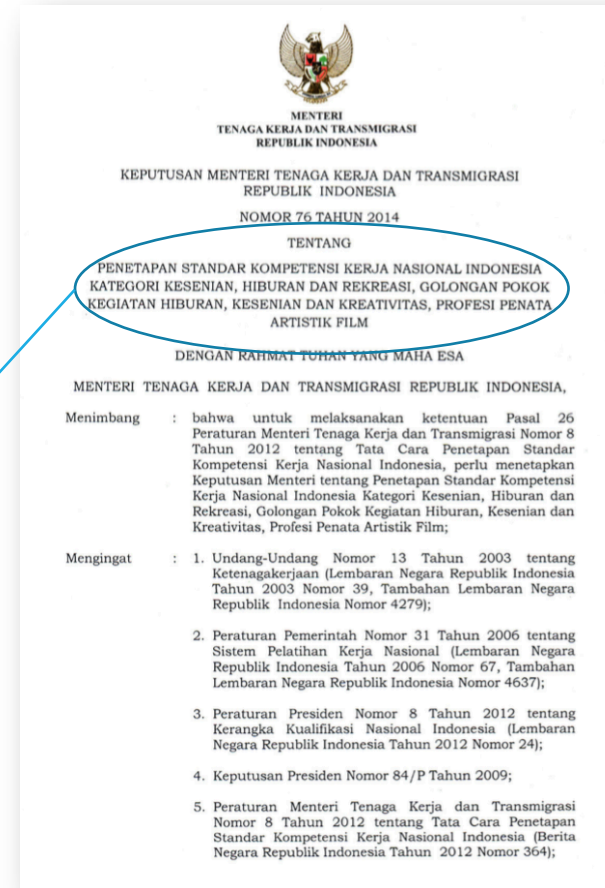 MENTERI
TENAGA KERJA DAN TRANSMIGRASI
REPUBLIK INDONESIA
KEPUTUSAN MENTERI TENAGA KERJA DAN TRANSMIGRASI
REPUBLIK INDONESIA
NOMOR 76 TAHUN 2014
TENTANG
PENETAPAN STANDAR KOMPETENSI KERJA NASIONAL INDONESIA
KATEGORI KESENIAN, HIBURAN DAN REKREASI, GOLONGAN POKOK
KEGIATAN HIBURAN, KESENIAN DAN KREATIVITAS, PROFESI PENATA
ARTISTIK FILM
DENGAN RAHMAT TUHAN YANG MAHA ESA
MENTERI TENAGA KERJA DAN TRANSMIGRASI REPUBLIK INDONESIA,
Menimbang : bahwa untuk melaksanakan ketentuan Pasal 26
Peraturan Menteri Tenaga Kerja dan Transmigrasi Nomor 8
Tahun 2012 tentang Tata Cara Penetapan Standar
Kompetensi Kerja Nasional Indonesia, perlu menetapkan
Keputusan Menteri tentang Penetapan Standar Kompetensi
Kerja Nasional Indonesia Kategori Kesenian, Hiburan dan
Rekreasi, Golongan Pokok Kegiatan Hiburan, Kesenian dan
Kreativitas, Profesi Penata Artistik Film;
Mengingat : 1. Undang-Undang Nomor 13 Tahun 2003 tentang
Ketenagakerjaan (Lembaran Negara Republik Indonesia
Tahun 2003 Nomor 39, Tambahan Lembaran Negara
Republik Indonesia Nomor 4279);
2. Peraturan Pemerintah Nomor 31 Tahun 2006 tentang
Sistem Pelatihan Kerja Nasional (Lembaran Negara
Republik Indonesia Tahun 2006 Nomor 67, Tambahan
Lembaran Negara Republik Indonesia Nomor 4637);
3. Peraturan Presiden Nomor 8 Tahun 2012 tentang
Kerangka Kualifikasi Nasional Indonesia (Lembaran
Negara Republik Indonesia Tahun 2012 Nomor 24);
4. Keputusan Presiden Nomor 84/P Tahun 2009;
5. Peraturan Menteri Tenaga Kerja dan Transmigrasi
Nomor 8 Tahun 2012 tentang Tata Cara Penetapan
Standar Kompetensi Kerja Nasional Indonesia (Berita
Negara Republik Indonesia Tahun 2012 Nomor 364);